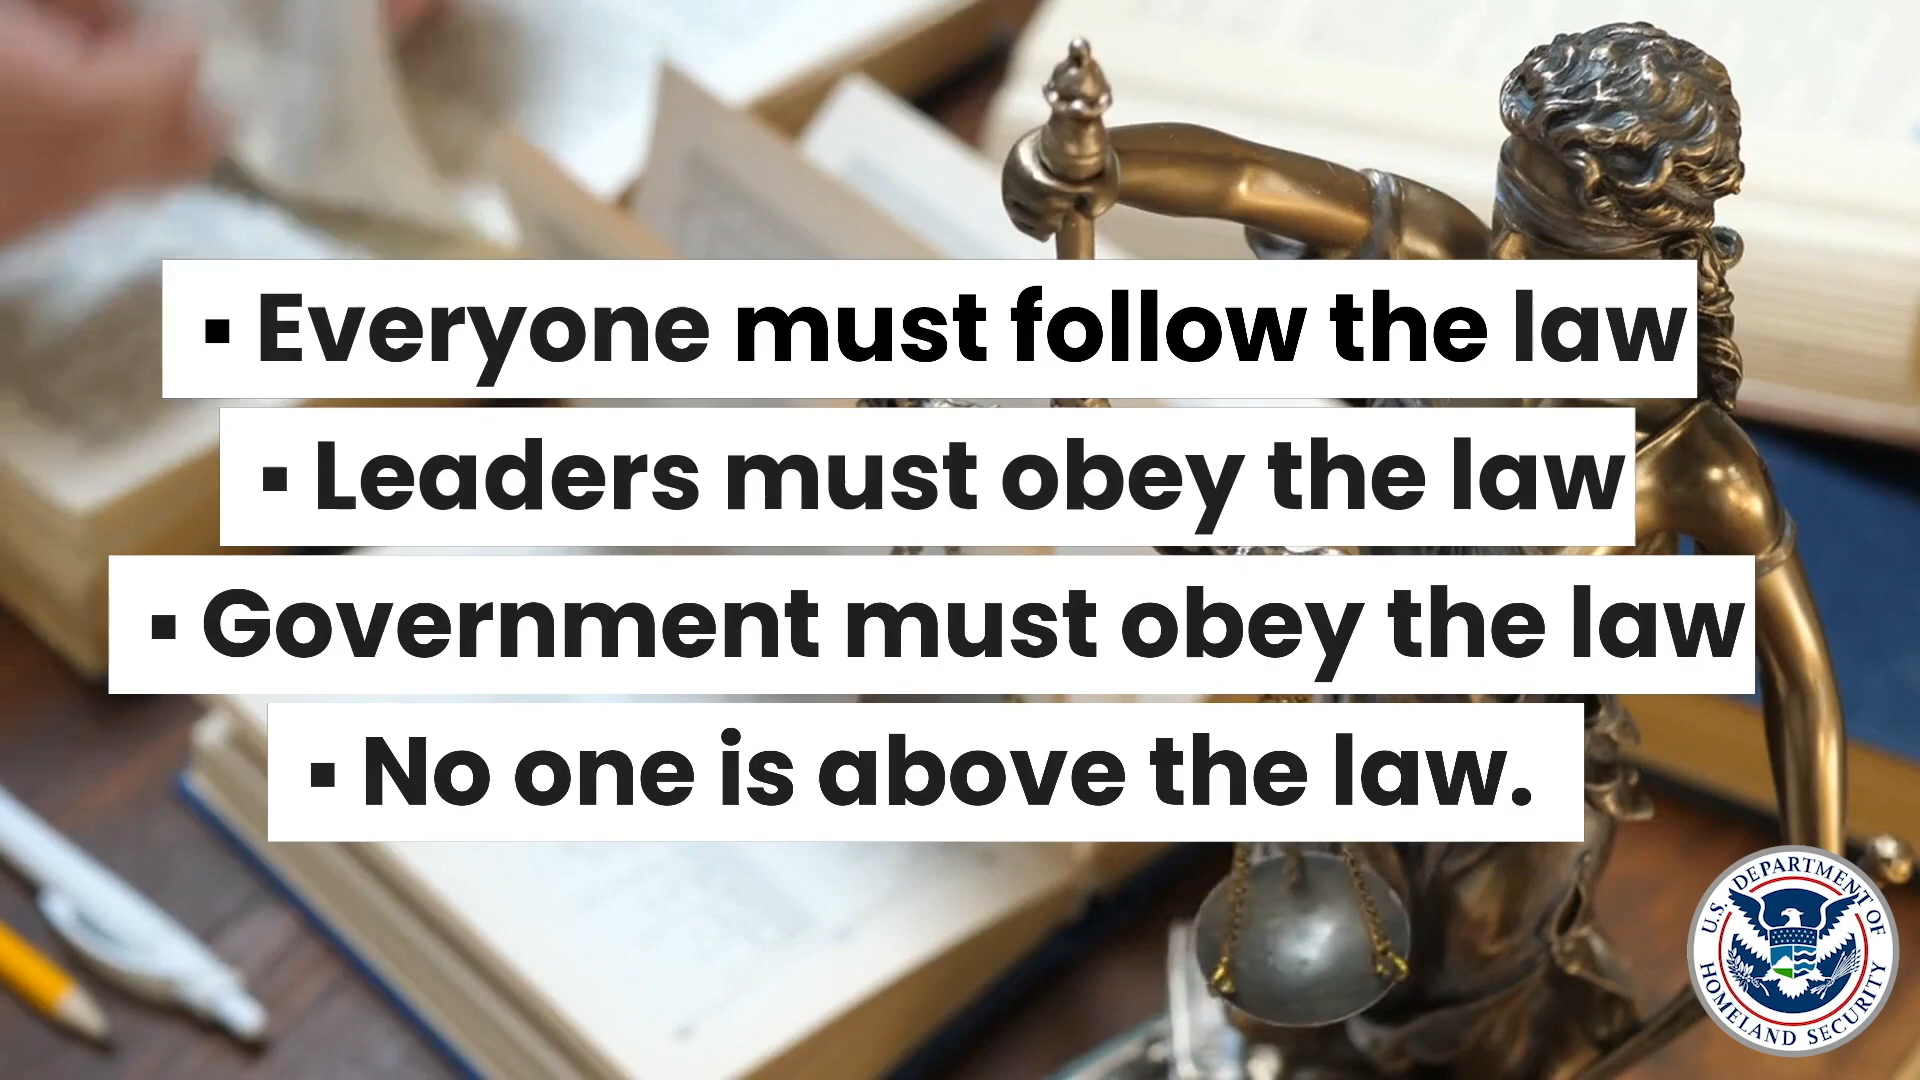 ▪ Everyone must follow the law
▪ Leaders must obey the law
▪ Government must obey the law
▪ No one is above the law.
U.S. DEPARTMENT OF
HOMELAND SECURITY